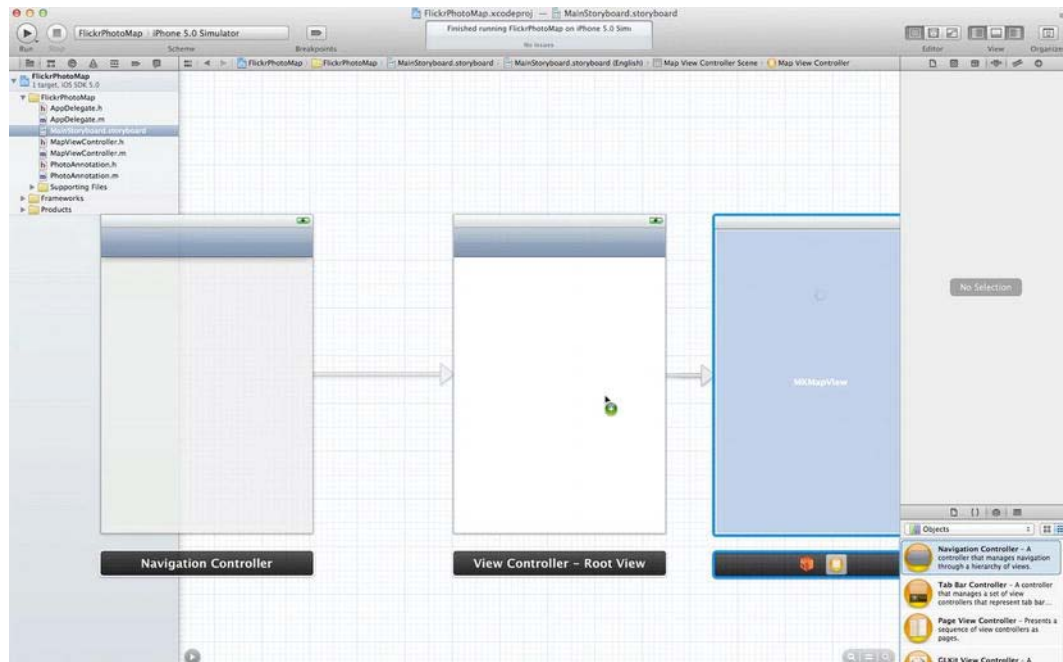 FlickrPhotoMap.xcodeproj — MainStoryboard.storyboard
FlickrPhotoMap iPhone 5.0 Simulator
Finished running FlickrPhotoMap on iPhone 5.0 Simu
No Issues
Run Stop Scheme Breakpoints Editor View Organizer
FlickrPhotoMap FlickrPhotoMap MainStoryboard.storyboard MainStoryboard.storyboard (English) Map View Controller Scene Map View Controller
FlickrPhotoMap
1 target, iOS SDK 5.0
FlickrPhotoMap
h AppDelegate.h
m AppDelegate.m
MainStoryboard.storyboard
h MapViewController.h
m MapViewController.m
h PhotoAnnotation.h
m PhotoAnnotation.m
Supporting Files
Frameworks
Products
No Selection
MKMapView
Navigation Controller
View Controller - Root View
Objects
Navigation Controller - A
controller that manages navigation
through a hierarchy of views.
Tab Bar Controller - A controller
that manages a set of view
controllers that represent tab bar...
Page View Controller - Presents a
sequence of view controllers as
pages.
GLKit View Controller - A